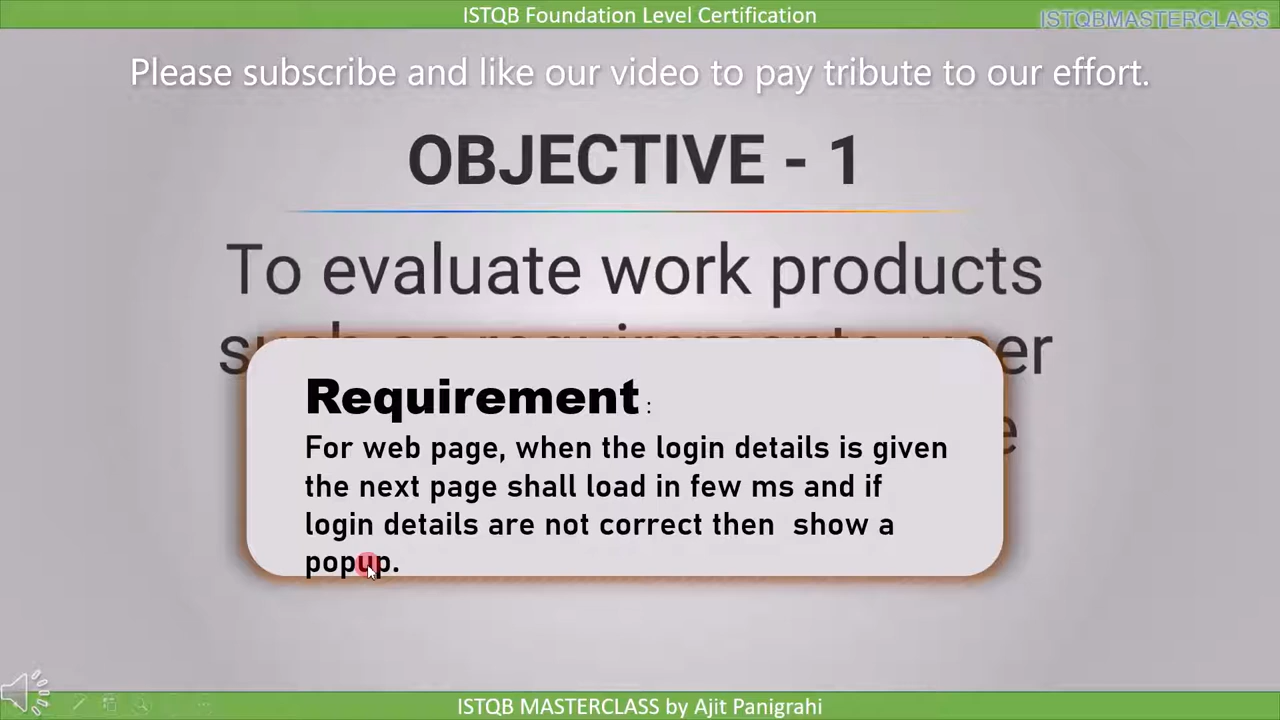 ISTQB Foundation Level Certification
ISTQBMASTERCLASS
Please subscribe and like our video to pay tribute to our effort.
OBJECTIVE - 1
To evaluate work products
Requirement :
For web page, when the login details is given
the next page shall load in few ms and if
login details are not correct then show a
popup.
ISTQB MASTERCLASS by Ajit Panigrahi